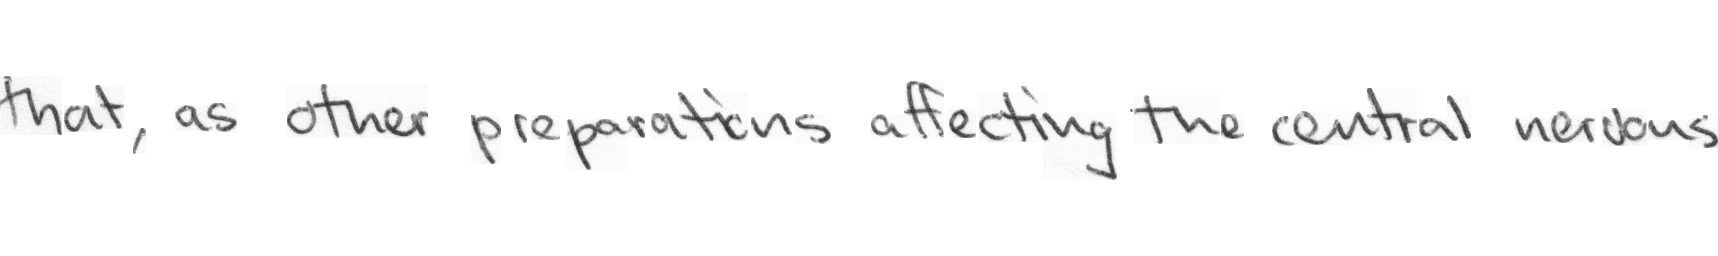 that, as other preparations affecting the central nervous